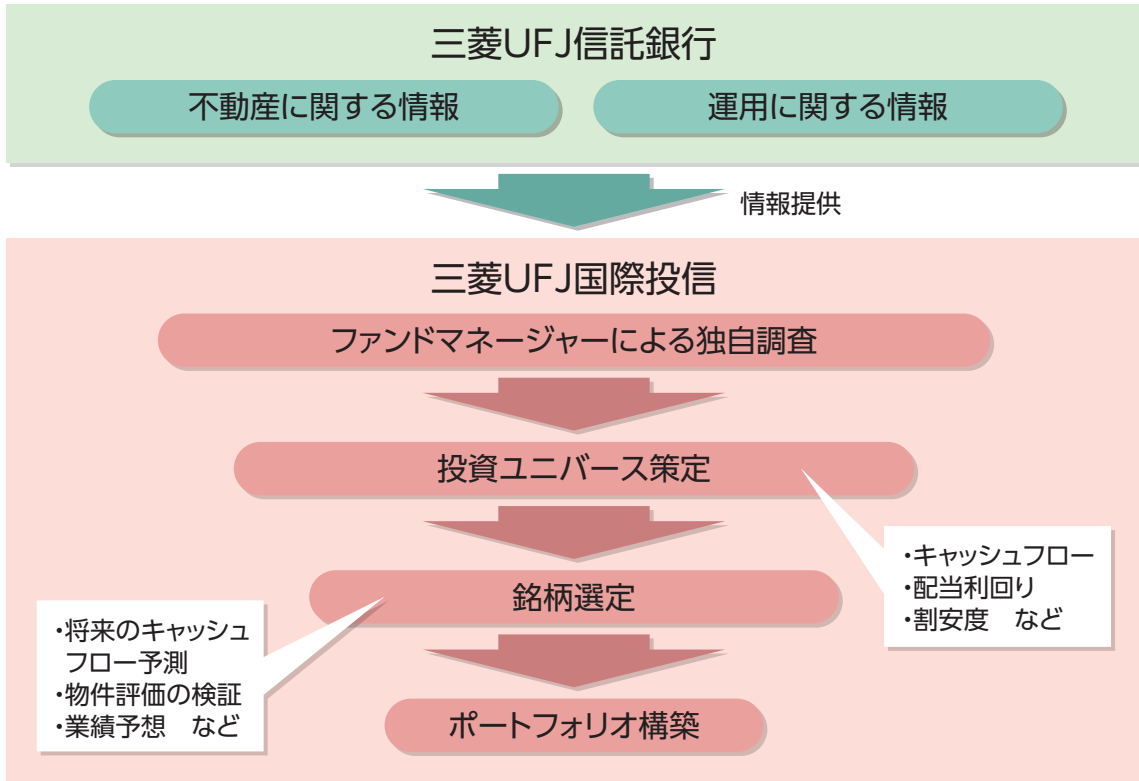 三菱UFJ信託銀行
不動産に関する情報
運用に関する情報
情報提供
三菱UFJ国際投信
ファンドマネージャーによる独自調査
投資ユニバース策定
・キャッシュフロー
・配当利回り
・割安度　など
銘柄選定
・将来のキャッシュ
フロー予測
・物件評価の検証
・業績予想　など
ポートフォリオ構築